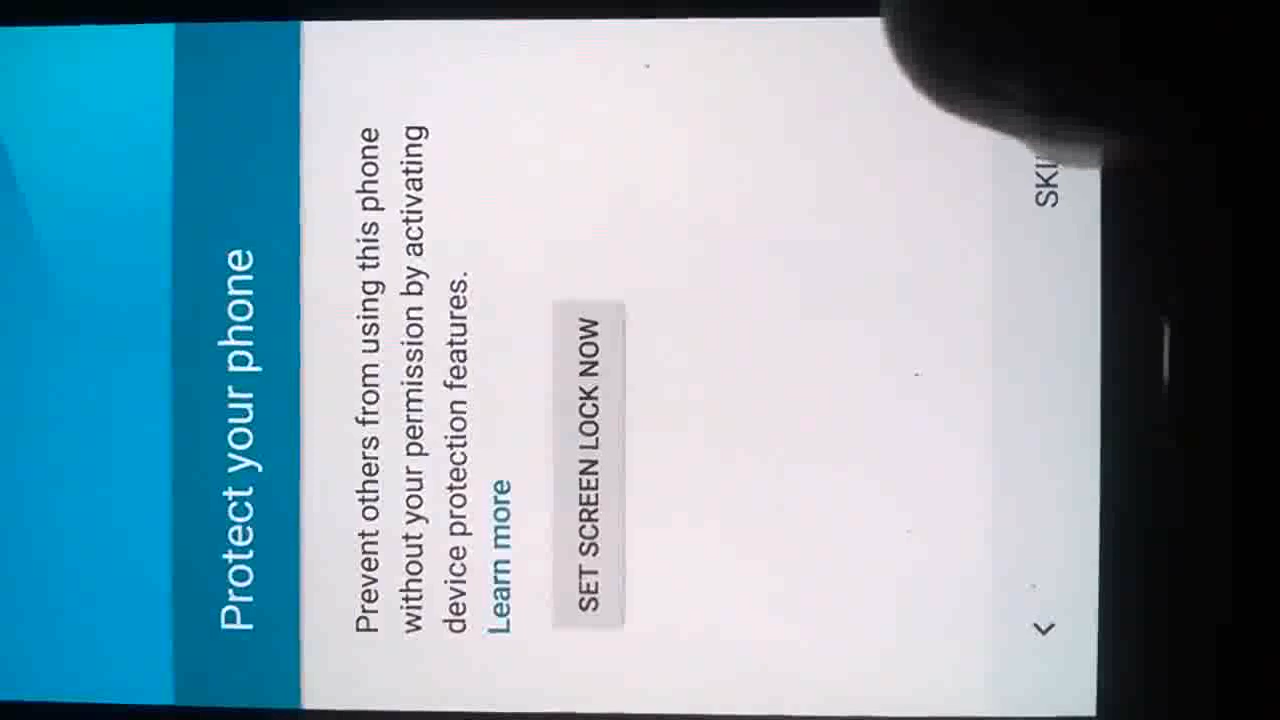 Protect your phone
Prevent others from using this phone
without your permission by activating
device protection features.
Learn more
SET SCREEN LOCK NOW